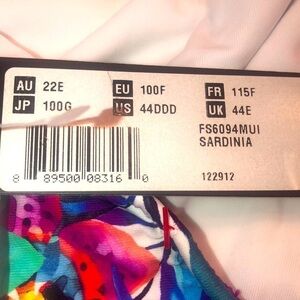 AU 22E EU 100F FR 115F
JP 100G US 44DDD UK 44E
FS6094MUI
SARDINIA
8 89500 08316 0
122912